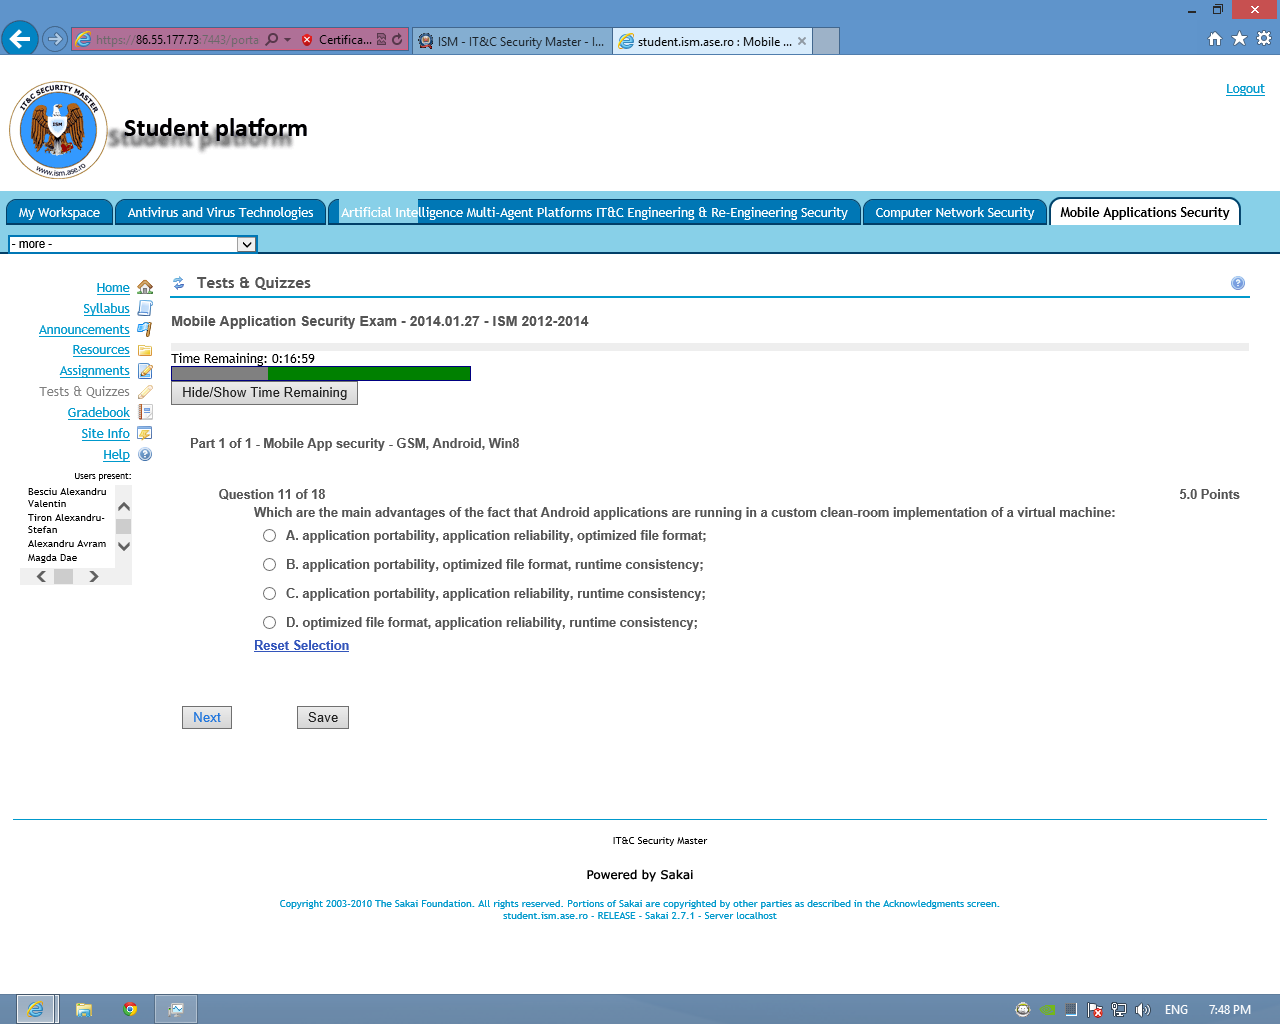 https://86.55.177.73:7443/porta
Certifica...
ISM - IT&C Security Master - I...
student.ism.ase.ro : Mobile ...
Logout
IT&C SECURITY MASTER
ISM
www.ism.ase.ro
Student platform
My Workspace
Antivirus and Virus Technologies
Artificial Intelligence Multi-Agent Platforms IT&C Engineering & Re-Engineering Security
Computer Network Security
Mobile Applications Security
- more -
Home
Syllabus
Announcements
Resources
Assignments
Tests & Quizzes
Gradebook
Site Info
Help
Users present:
Besciu Alexandru
Valentin
Tiron Alexandru-
Stefan
Alexandru Avram
Magda Dae
Tests & Quizzes
Mobile Application Security Exam - 2014.01.27 - ISM 2012-2014
Time Remaining: 0:16:59
Hide/Show Time Remaining
Part 1 of 1 - Mobile App security - GSM, Android, Win8
Question 11 of 18
5.0 Points
Which are the main advantages of the fact that Android applications are running in a custom clean-room implementation of a virtual machine:
A. application portability, application reliability, optimized file format;
B. application portability, optimized file format, runtime consistency;
C. application portability, application reliability, runtime consistency;
D. optimized file format, application reliability, runtime consistency;
Reset Selection
Next
Save
IT&C Security Master
Powered by Sakai
Copyright 2003-2010 The Sakai Foundation. All rights reserved. Portions of Sakai are copyrighted by other parties as described in the Acknowledgments screen.
student.ism.ase.ro - RELEASE - Sakai 2.7.1 - Server localhost
ENG
7:48 PM